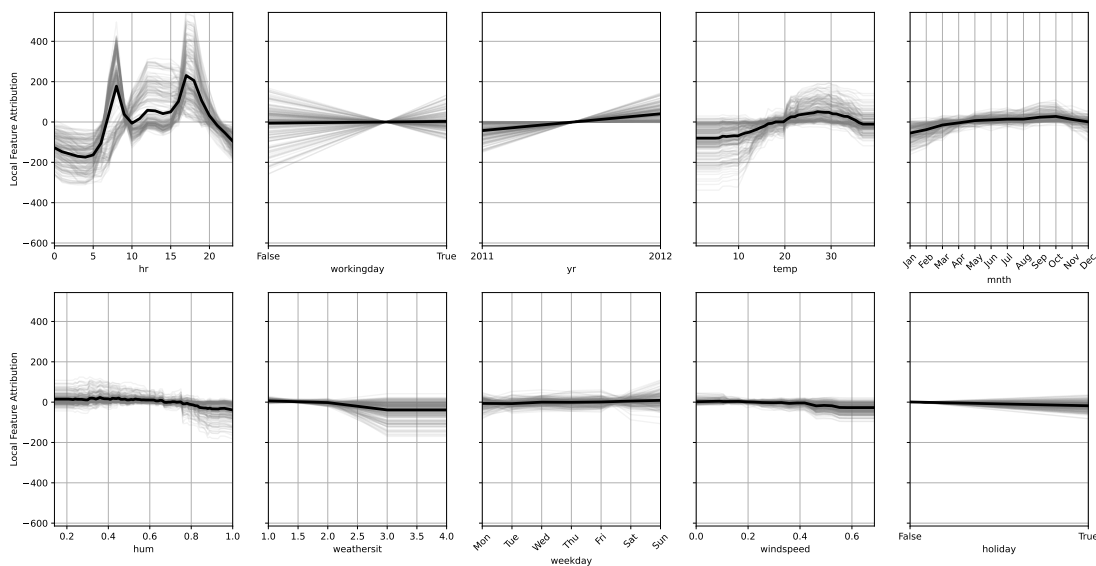 Local Feature Attribution
400
200
0
−200
−400
−600
0 5 10 15 20
hr
False True
workingday
2011 2012
yr
10 20 30
temp
Jan Feb Mar Apr May Jun Jul Aug Sep Oct Nov Dec
mnth
Local Feature Attribution
400
200
0
−200
−400
−600
0.2 0.4 0.6 0.8 1.0
hum
1.0 1.5 2.0 2.5 3.0 3.5 4.0
weathersit
Mon Tue Wed Thu Fri Sat Sun
weekday
0.0 0.2 0.4 0.6
windspeed
False True
holiday